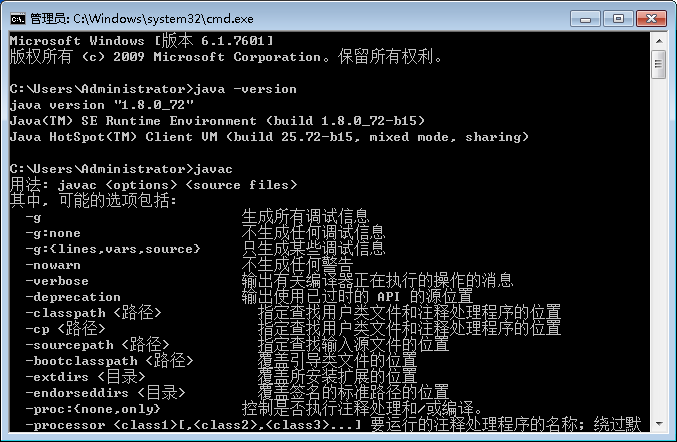 管理员: C:\Windows\system32\cmd.exe
Microsoft Windows [版本 6.1.7601]
版权所有 (c) 2009 Microsoft Corporation。保留所有权利。
C:\Users\Administrator>java -version
java version "1.8.0_72"
Java(TM) SE Runtime Environment (build 1.8.0_72-b15)
Java HotSpot(TM) Client VM (build 25.72-b15, mixed mode, sharing)
C:\Users\Administrator>javac
用法: javac <options> <source files>
其中, 可能的选项包括:
-g 生成所有调试信息
-g:none 不生成任何调试信息
-g:{lines,vars,source} 只生成某些调试信息
-nowarn 不生成任何警告
-verbose 输出有关编译器正在执行的操作的消息
-deprecation 输出使用已过时的 API 的源位置
-classpath <路径> 指定查找用户类文件和注释处理程序的位置
-cp <路径> 指定查找用户类文件和注释处理程序的位置
-sourcepath <路径> 指定查找输入源文件的位置
-bootclasspath <路径> 覆盖引导类文件的位置
-extdirs <目录> 覆盖所安装扩展的位置
-endorseddirs <目录> 覆盖签名的标准路径的位置
-proc:{none,only} 控制是否执行注释处理和/或编译。
-processor <class1>[,<class2>,<class3>...] 要运行的注释处理程序的名称; 绕过默